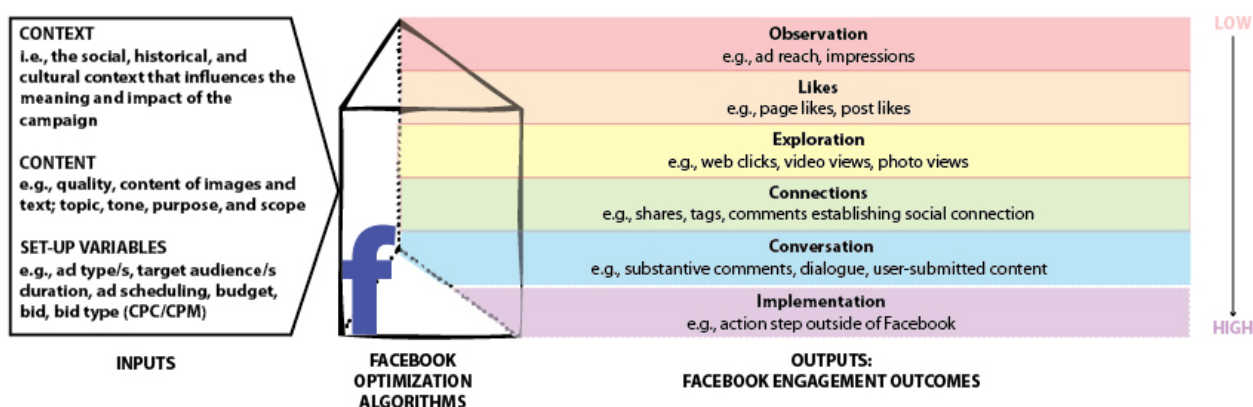 CONTEXT
i.e., the social, historical, and
cultural context that influences the
meaning and impact of the
campaign
CONTENT
e.g., quality, content of images and
text; topic, tone, purpose, and scope
SET-UP VARIABLES
e.g., ad type/s, target audience/s
duration, ad scheduling, budget,
bid, bid type (CPC/CPM)
INPUTS
f
FACEBOOK
OPTIMIZATION
ALGORITHMS
Observation
e.g., ad reach, impressions
Likes
e.g., page likes, post likes
Exploration
e.g., web clicks, video views, photo views
Connections
e.g., shares, tags, comments establishing social connection
Conversation
e.g., substantive comments, dialogue, user-submitted content
Implementation
e.g., action step outside of Facebook
OUTPUTS:
FACEBOOK ENGAGEMENT OUTCOMES
LOW
HIGH